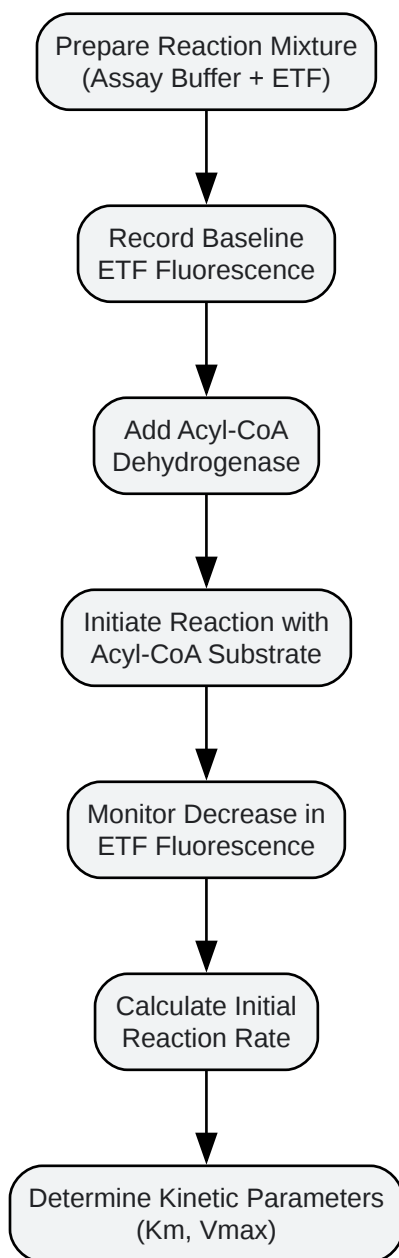 Prepare Reaction Mixture
(Assay Buffer + ETF)
Record Baseline
ETF Fluorescence
Add Acyl-CoA
Dehydrogenase
Initiate Reaction with
Acyl-CoA Substrate
Monitor Decrease in
ETF Fluorescence
Calculate Initial
Reaction Rate
Determine Kinetic Parameters
(Km, Vmax)